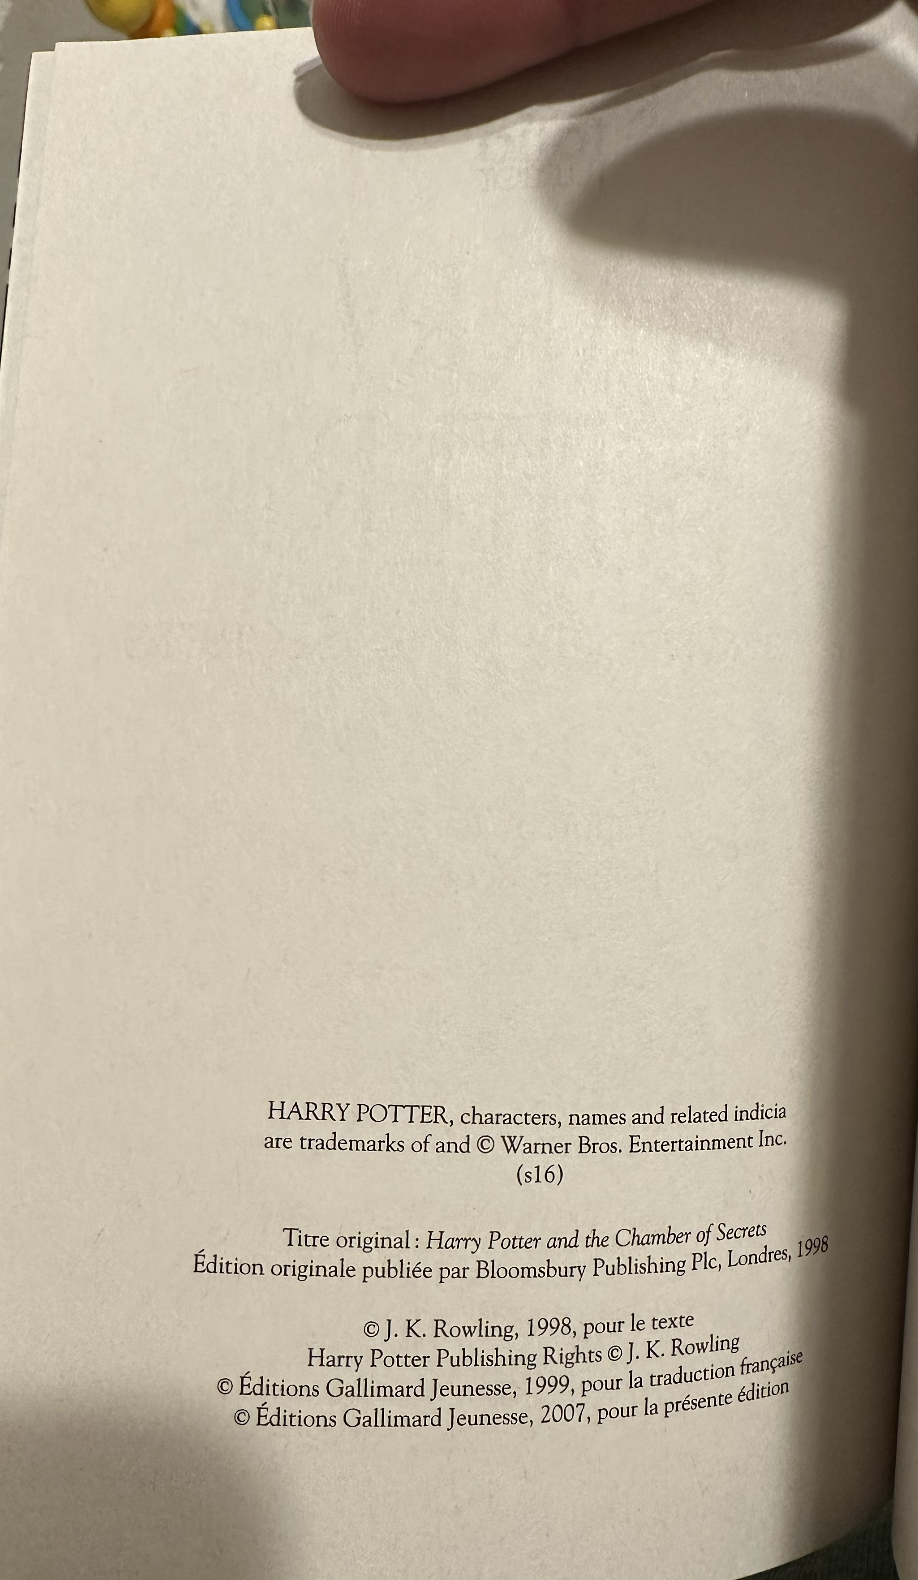 HARRY POTTER, characters, names and related indicia
are trademarks of and © Warner Bros. Entertainment Inc.
(s16)
Titre original : Harry Potter and the Chamber of Secrets
Édition originale publiée par Bloomsbury Publishing Plc, Londres, 1998
© J. K. Rowling, 1998, pour le texte
Harry Potter Publishing Rights © J. K. Rowling
© Éditions Gallimard Jeunesse, 1999, pour la traduction française
© Éditions Gallimard Jeunesse, 2007, pour la présente édition